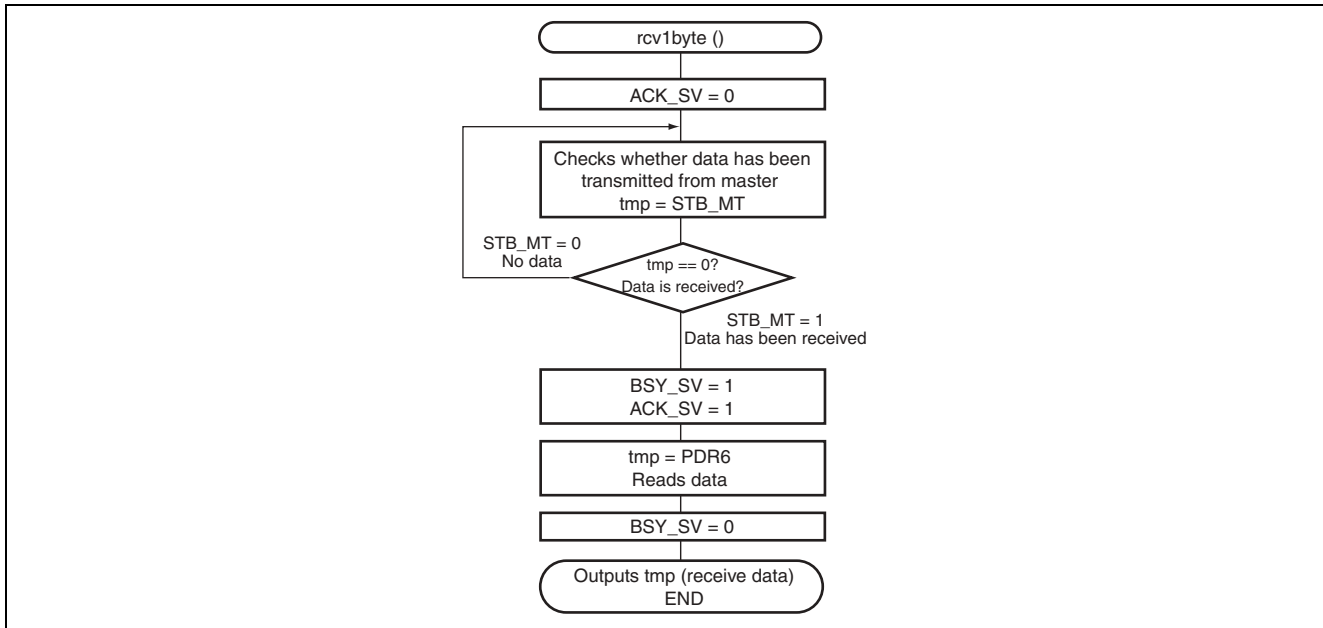 rcv1byte ()
ACK_SV = 0
Checks whether data has been
transmitted from master
tmp = STB_MT
STB_MT = 0
No data
tmp == 0?
Data is received?
STB_MT = 1
Data has been received
BSY_SV = 1
ACK_SV = 1
tmp = PDR6
Reads data
BSY_SV = 0
Outputs tmp (receive data)
END